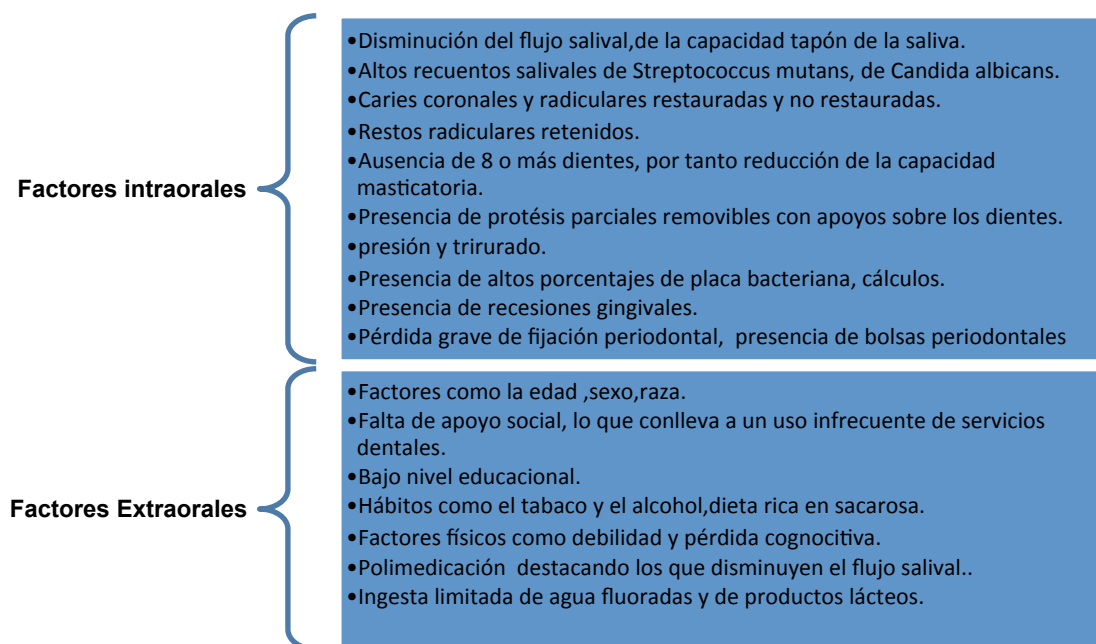 Factores intraorales
•Disminución del flujo salival,de la capacidad tapón de la saliva.
•Altos recuentos salivales de Streptococcus mutans, de Candida albicans.
•Caries coronales y radiculares restauradas y no restauradas.
•Restos radiculares retenidos.
•Ausencia de 8 o más dientes, por tanto reducción de la capacidad
masticatoria.
•Presencia de protésis parciales removibles con apoyos sobre los dientes.
•presión y trirurado.
•Presencia de altos porcentajes de placa bacteriana, cálculos.
•Presencia de recesiones gingivales.
•Pérdida grave de fijación periodontal, presencia de bolsas periodontales
Factores Extraorales
•Factores como la edad ,sexo,raza.
•Falta de apoyo social, lo que conlleva a un uso infrecuente de servicios
dentales.
•Bajo nivel educacional.
•Hábitos como el tabaco y el alcohol,dieta rica en sacarosa.
•Factores físicos como debilidad y pérdida cognocitiva.
•Polimedicación destacando los que disminuyen el flujo salival..
•Ingesta limitada de agua fluoradas y de productos lácteos.